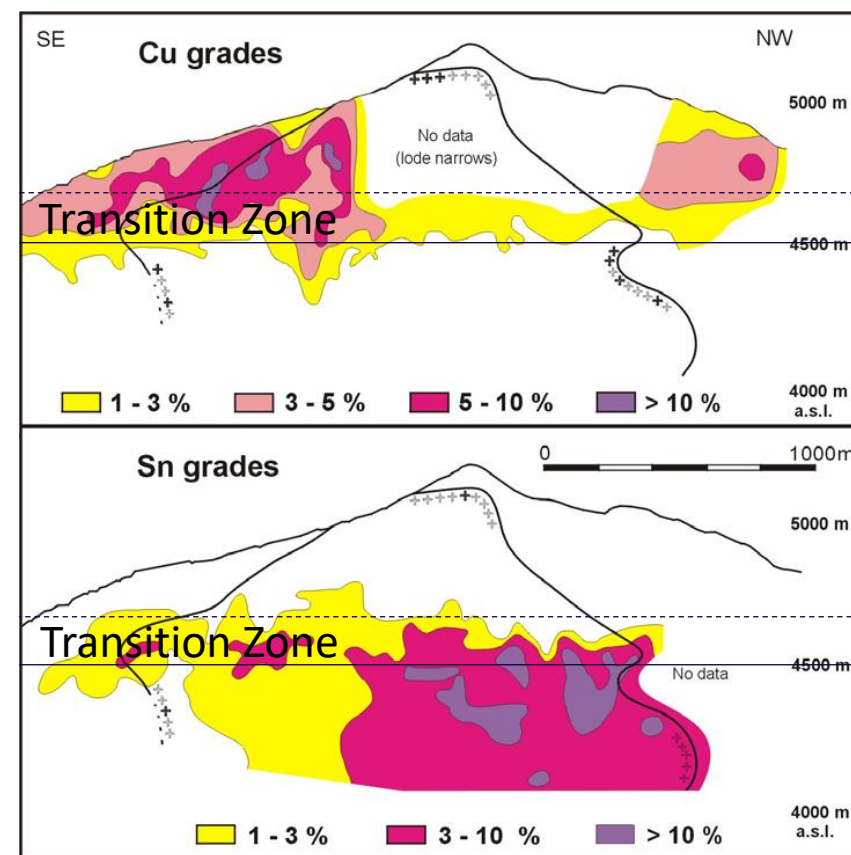 SE
NW
Cu grades
5000 m
No data
(lode narrows)
Transition Zone
4500 m
4000 m
a.s.l.
1 - 3 %
3 - 5 %
5 - 10 %
> 10 %
Sn grades
0
1000m
5000 m
Transition Zone
4500 m
No data
4000 m
a.s.l.
1 - 3 %
3 - 10 %
> 10 %